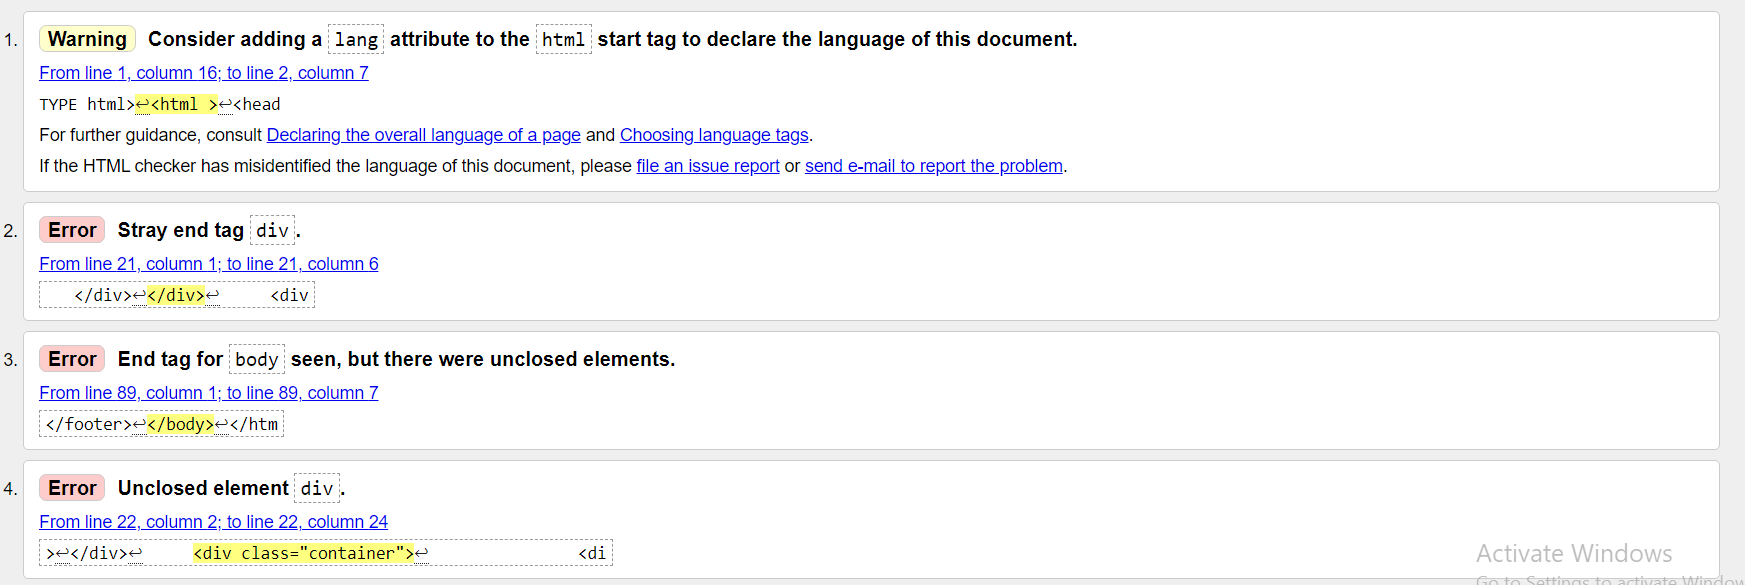 1. Warning Consider adding a lang attribute to the html start tag to declare the language of this document.
From line 1, column 16; to line 2, column 7
TYPE html>↩<html >↩<head
For further guidance, consult Declaring the overall language of a page and Choosing language tags.
If the HTML checker has misidentified the language of this document, please file an issue report or send e-mail to report the problem.
2. Error Stray end tag div.
From line 21, column 1; to line 21, column 6
</div>↩</div>↩ <div
3. Error End tag for body seen, but there were unclosed elements.
From line 89, column 1; to line 89, column 7
</footer>↩</body>↩</htm
4. Error Unclosed element div.
From line 22, column 2; to line 22, column 24
>↩</div>↩ <div class="container">↩ <di
Activate Windows
Go to Settings to activate Window